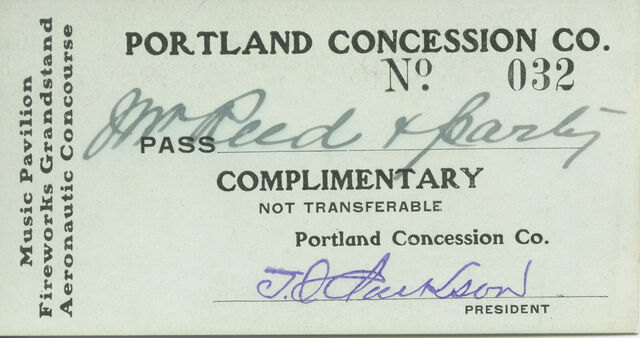 Music Pavilion
Fireworks Grandstand
Aeronautic Concourse
PORTLAND CONCESSION CO.
No. 032
PASS Mr Reed & party
COMPLIMENTARY
NOT TRANSFERABLE
Portland Concession Co.
PRESIDENT